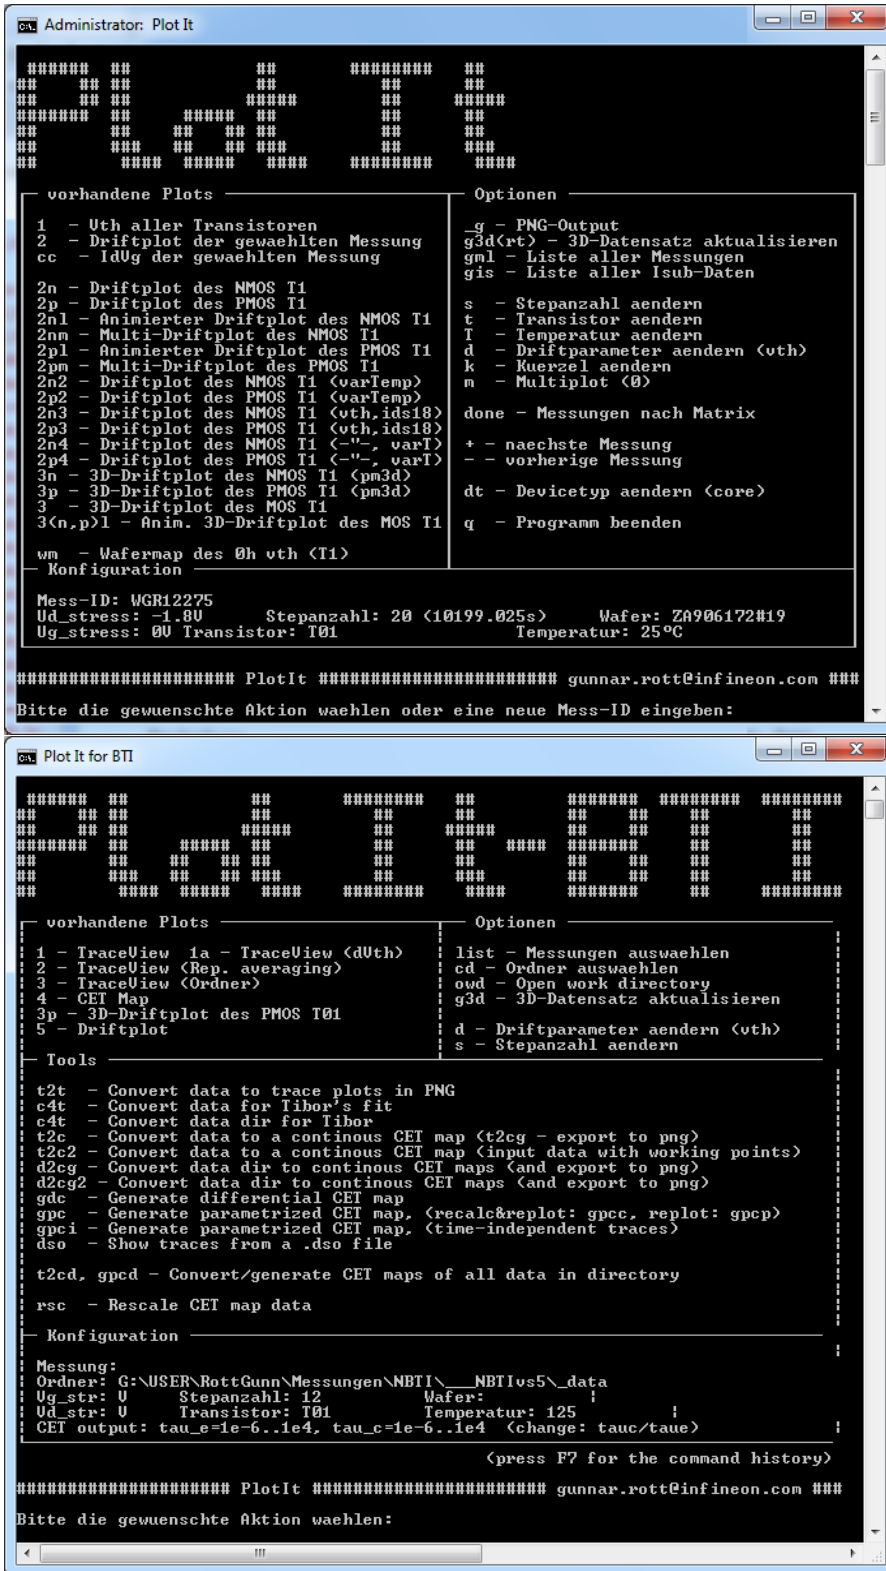 Administrator: Plot It
Plot It
vorhandene Plots
Optionen
1 - Vth aller Transistoren
2 - Driftplot der gewaehlten Messung
cc - IdVg der gewaehlten Messung
2n - Driftplot des NMOS T1
2p - Driftplot des PMOS T1
2nl - Animierter Driftplot des NMOS T1
2nm - Multi-Driftplot des NMOS T1
2pl - Animierter Driftplot des PMOS T1
2pm - Multi-Driftplot des PMOS T1
2n2 - Driftplot des NMOS T1 (varTemp)
2p2 - Driftplot des PMOS T1 (varTemp)
2n3 - Driftplot des NMOS T1 (vth,ids18)
2p3 - Driftplot des PMOS T1 (vth,ids18)
2n4 - Driftplot des NMOS T1 (-"-, varT)
2p4 - Driftplot des PMOS T1 (-"-, varT)
3n - 3D-Driftplot des NMOS T1 (pm3d)
3p - 3D-Driftplot des PMOS T1 (pm3d)
3 - 3D-Driftplot des MOS T1
3(n,p)l - Anim. 3D-Driftplot des MOS T1
wm - Wafermap des 0h vth (T1)
_g - PNG-Output
g3d(rt) - 3D-Datensatz aktualisieren
gml - Liste aller Messungen
gis - Liste aller Isub-Daten
s - Stepanzahl aendern
t - Transistor aendern
T - Temperatur aendern
d - Driftparameter aendern (vth)
k - Kuerzel aendern
m - Multiplot (0)
done - Messungen nach Matrix
+ - naechste Messung
- - vorherige Messung
dt - Devicetyp aendern (core)
q - Programm beenden
Konfiguration
Mess-ID: WGR12275
Ud_stress: -1.8V Stepanzahl: 20 (10199.025s) Wafer: ZA906172#19
Ug_stress: 0V Transistor: T01 Temperatur: 25ºC
##################### PlotIt ####################### gunnar.rott@infineon.com ###
Bitte die gewuenschte Aktion waehlen oder eine neue Mess-ID eingeben:
Plot It for BTI
Plot It-BTI
vorhandene Plots
Optionen
1 - TraceView 1a - TraceView (dVth)
2 - TraceView (Rep. averaging)
3 - TraceView (Ordner)
4 - CET Map
3p - 3D-Driftplot des PMOS T01
5 - Driftplot
list - Messungen auswaehlen
cd - Ordner auswaehlen
owd - Open work directory
g3d - 3D-Datensatz aktualisieren
d - Driftparameter aendern (vth)
s - Stepanzahl aendern
Tools
t2t - Convert data to trace plots in PNG
c4t - Convert data for Tibor's fit
c4t - Convert data dir for Tibor
t2c - Convert data to a continous CET map (t2cg - export to png)
t2c2 - Convert data to a continous CET map (input data with working points)
d2cg - Convert data dir to continous CET maps (and export to png)
d2cg2 - Convert data dir to continous CET maps (and export to png)
gdc - Generate differential CET map
gpc - Generate parametrized CET map, (recalc&replot: gpcc, replot: gpcp)
gpci - Generate parametrized CET map, (time-independent traces)
dso - Show traces from a .dso file
t2cd, gpcd - Convert/generate CET maps of all data in directory
rsc - Rescale CET map data
Konfiguration
Messung:
Ordner: G:\USER\RottGunn\Messungen\NBTI\___NBTIvs5\_data
Vg_str: V Stepanzahl: 12 Wafer:
Vd_str: V Transistor: T01 Temperatur: 125
CET output: tau_e=1e-6..1e4, tau_c=1e-6..1e4 (change: tauc/taue)
(press F7 for the command history)
##################### PlotIt ####################### gunnar.rott@infineon.com ###
Bitte die gewuenschte Aktion waehlen: